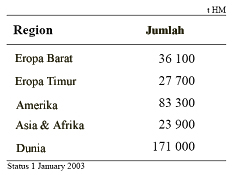 t HM
Region Jumlah
Eropa Barat 36 100
Eropa Timur 27 700
Amerika 83 300
Asia & Afrika 23 900
Dunia 171 000
Status 1 January 2003